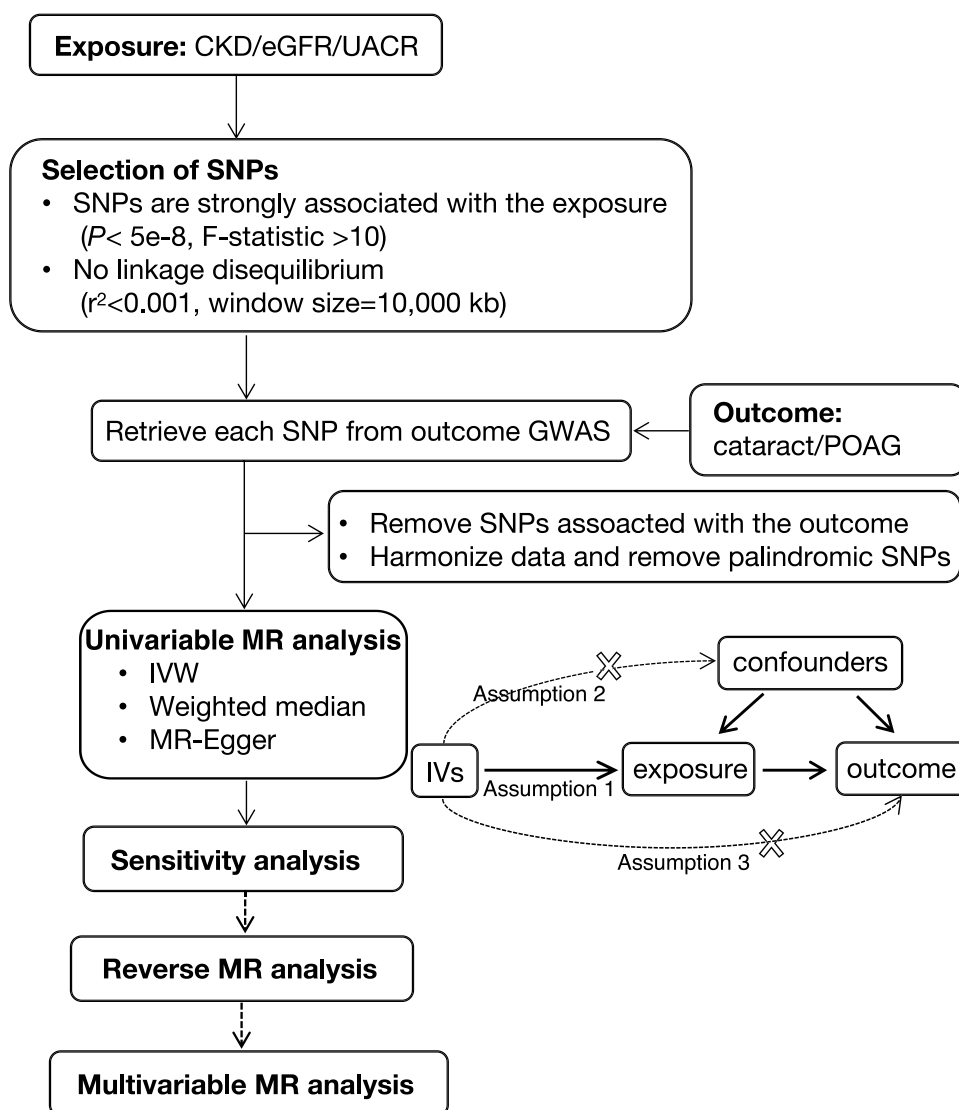 Exposure: CKD/eGFR/UACR
Selection of SNPs
• SNPs are strongly associated with the exposure
(P< 5e-8, F-statistic >10)
• No linkage disequilibrium
(r²<0.001, window size=10,000 kb)
Retrieve each SNP from outcome GWAS
Outcome:
cataract/POAG
• Remove SNPs assoacted with the outcome
• Harmonize data and remove palindromic SNPs
Univariable MR analysis
• IVW
• Weighted median
• MR-Egger
confounders
Assumption 2
IVs
exposure
outcome
Assumption 1
Assumption 3
Sensitivity analysis
Reverse MR analysis
Multivariable MR analysis